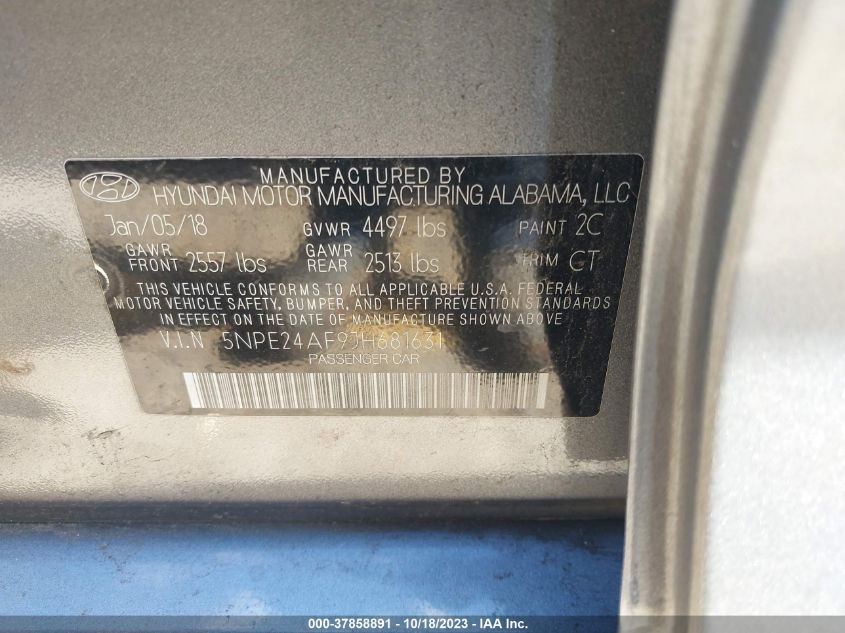 MANUFACTURED BY
HYUNDAI MOTOR MANUFACTURING ALABAMA, LLC
Jan/05/18 GVWR 4497 lbs PAINT 2C
GAWR FRONT 2557 lbs GAWR REAR 2513 lbs TRIM CT
THIS VEHICLE CONFORMS TO ALL APPLICABLE U.S.A. FEDERAL
MOTOR VEHICLE SAFETY, BUMPER, AND THEFT PREVENTION STANDARDS
IN EFFECT ON THE DATE OF MANUFACTURE SHOWN ABOVE
V.I.N 5NPE24AF9JH681631
PASSENGER CAR
000-37858891 - 10/18/2023 - IAA Inc.